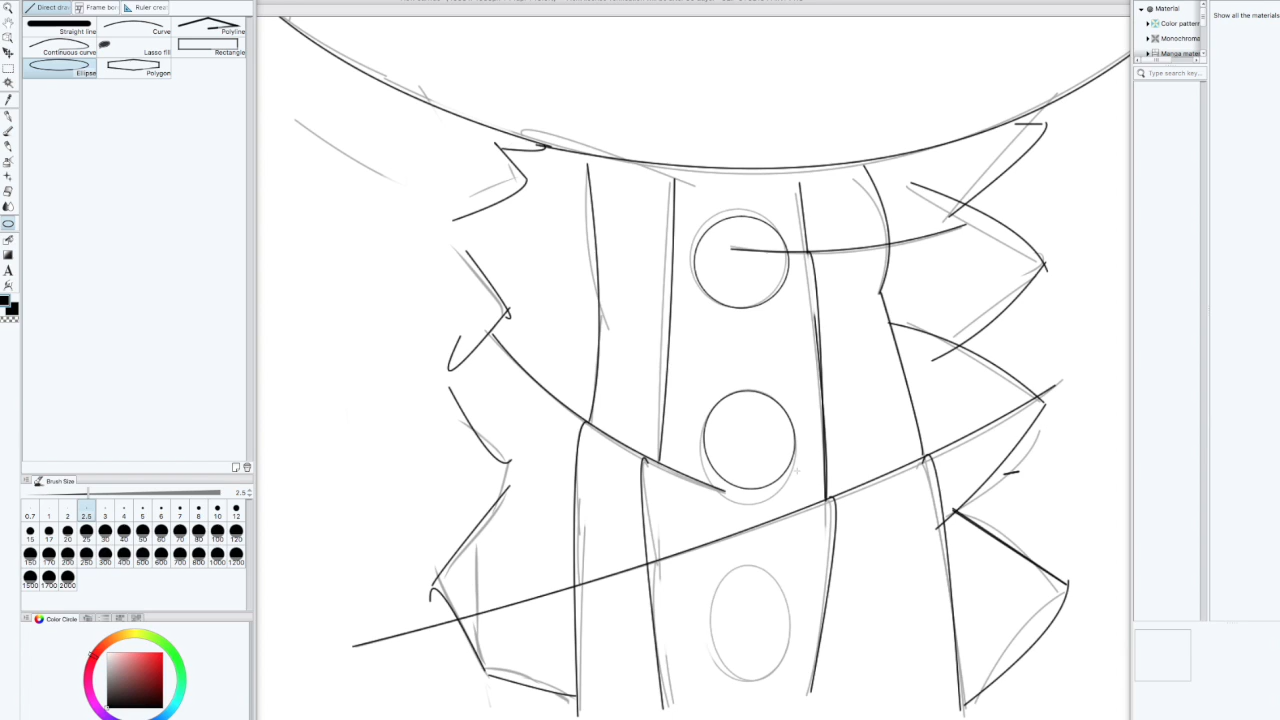 Direct draw
Frame bor
Ruler crea
Straight line
Curve
Polyline
Continuous curve
Lasso fill
Rectangle
Ellipse
Polygon
Brush Size
2.5
0.7 1 2 2.5 3 4 5 6 7 8 10 12
15 17 20 25 30 40 50 60 70 80 100 120
150 170 200 250 300 400 500 600 700 800 1000 1200
1500 1700 2000
Color Circle
Material
Color pattern
Monochroma
Manga mater
Type search key...
Show all the materials